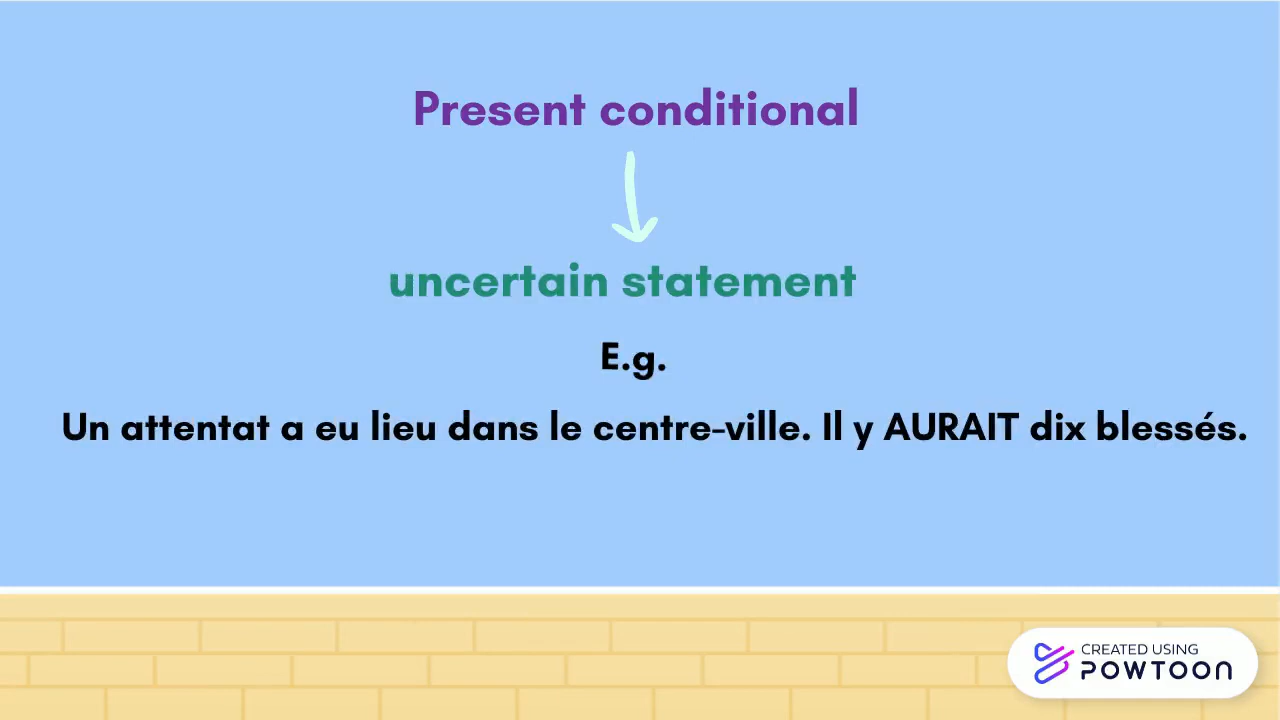 Present conditional
uncertain statement
E.g.
Un attentat a eu lieu dans le centre-ville. Il y AURAIT dix blessés.
CREATED USING
POWTOON